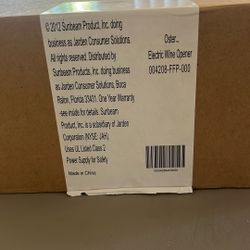 © 2012 Sunbeam Product, Inc. doing
business as Jarden Consumer Solutions.
All rights reserved. Distributed by
Sunbeam Products, Inc. doing business
as Jarden Consumer Solutions, Boca
Raton, Florida 33431. One Year Warranty
-see inside for details. Sunbeam
Product, Inc. is a subsidiary of Jarden
Corporation (NYSE: JAH).
Uses UL Listed Class 2
Power Supply for Safety
Made in China
Oster
Electric Wine Opener
004208-FFP-000